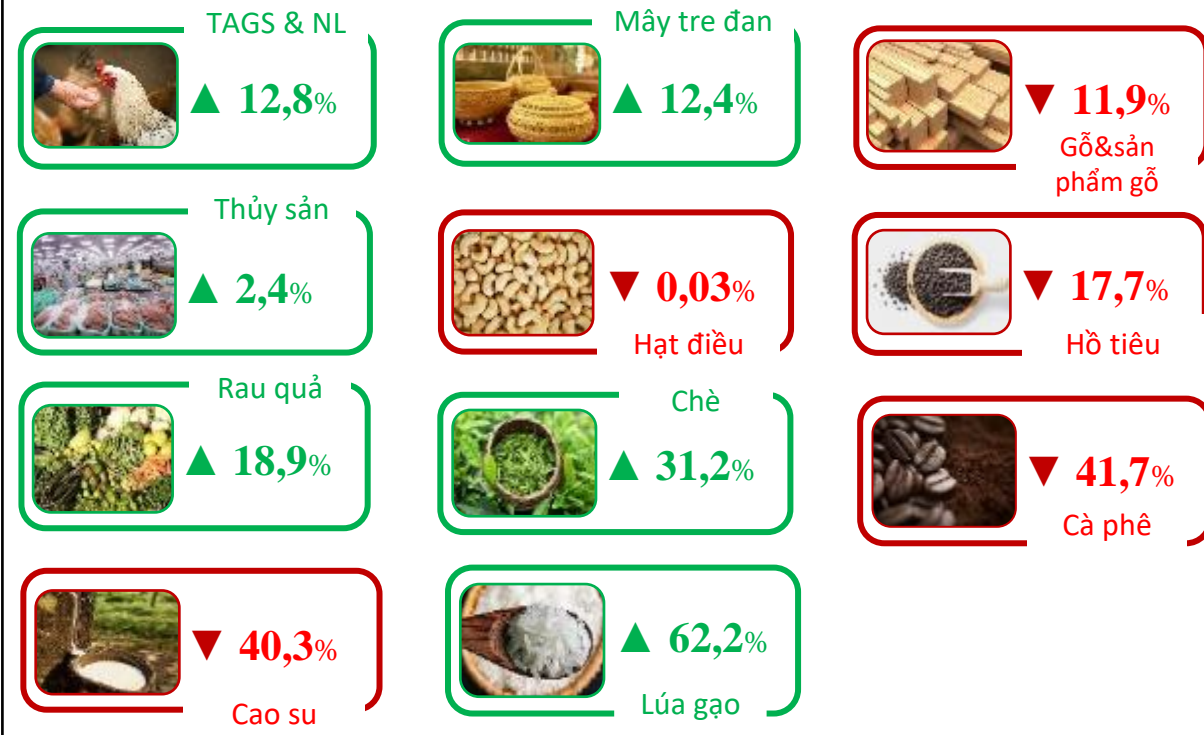 TAGS & NL
▲ 12,8%
Mây tre đan
▲ 12,4%
▼ 11,9%
Gỗ&sản
phẩm gỗ
Thủy sản
▲ 2,4%
▼ 0,03%
Hạt điều
▼ 17,7%
Hồ tiêu
Rau quả
▲ 18,9%
Chè
▲ 31,2%
▼ 41,7%
Cà phê
▼ 40,3%
Cao su
▲ 62,2%
Lúa gạo